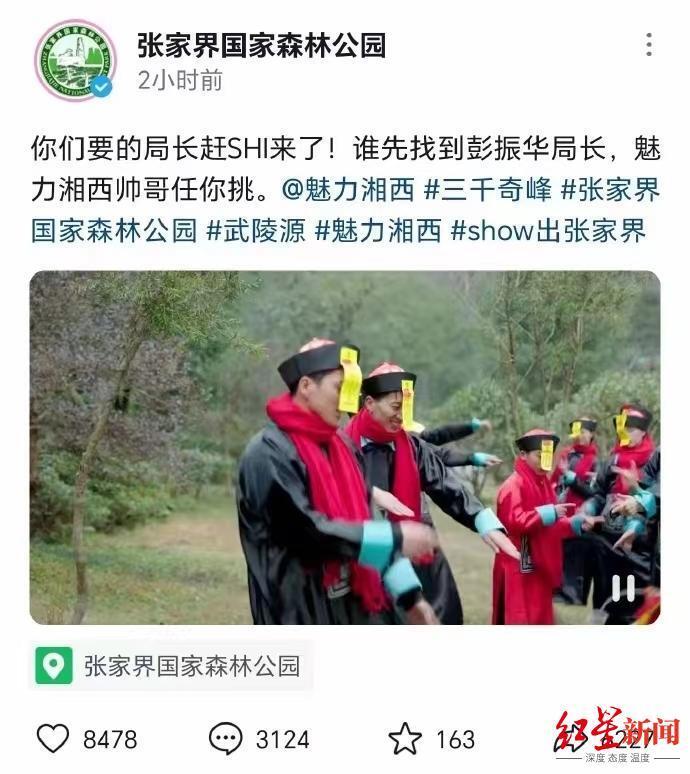 张家界国家森林公园
2小时前
你们要的局长赶SHI来了！谁先找到彭振华局长，魅
力湘西帅哥任你挑。@魅力湘西 #三千奇峰 #张家界
国家森林公园 #武陵源 #魅力湘西 #show出张家界
张家界国家森林公园
8478
3124
163
6227
红星新闻
深度 态度 温度